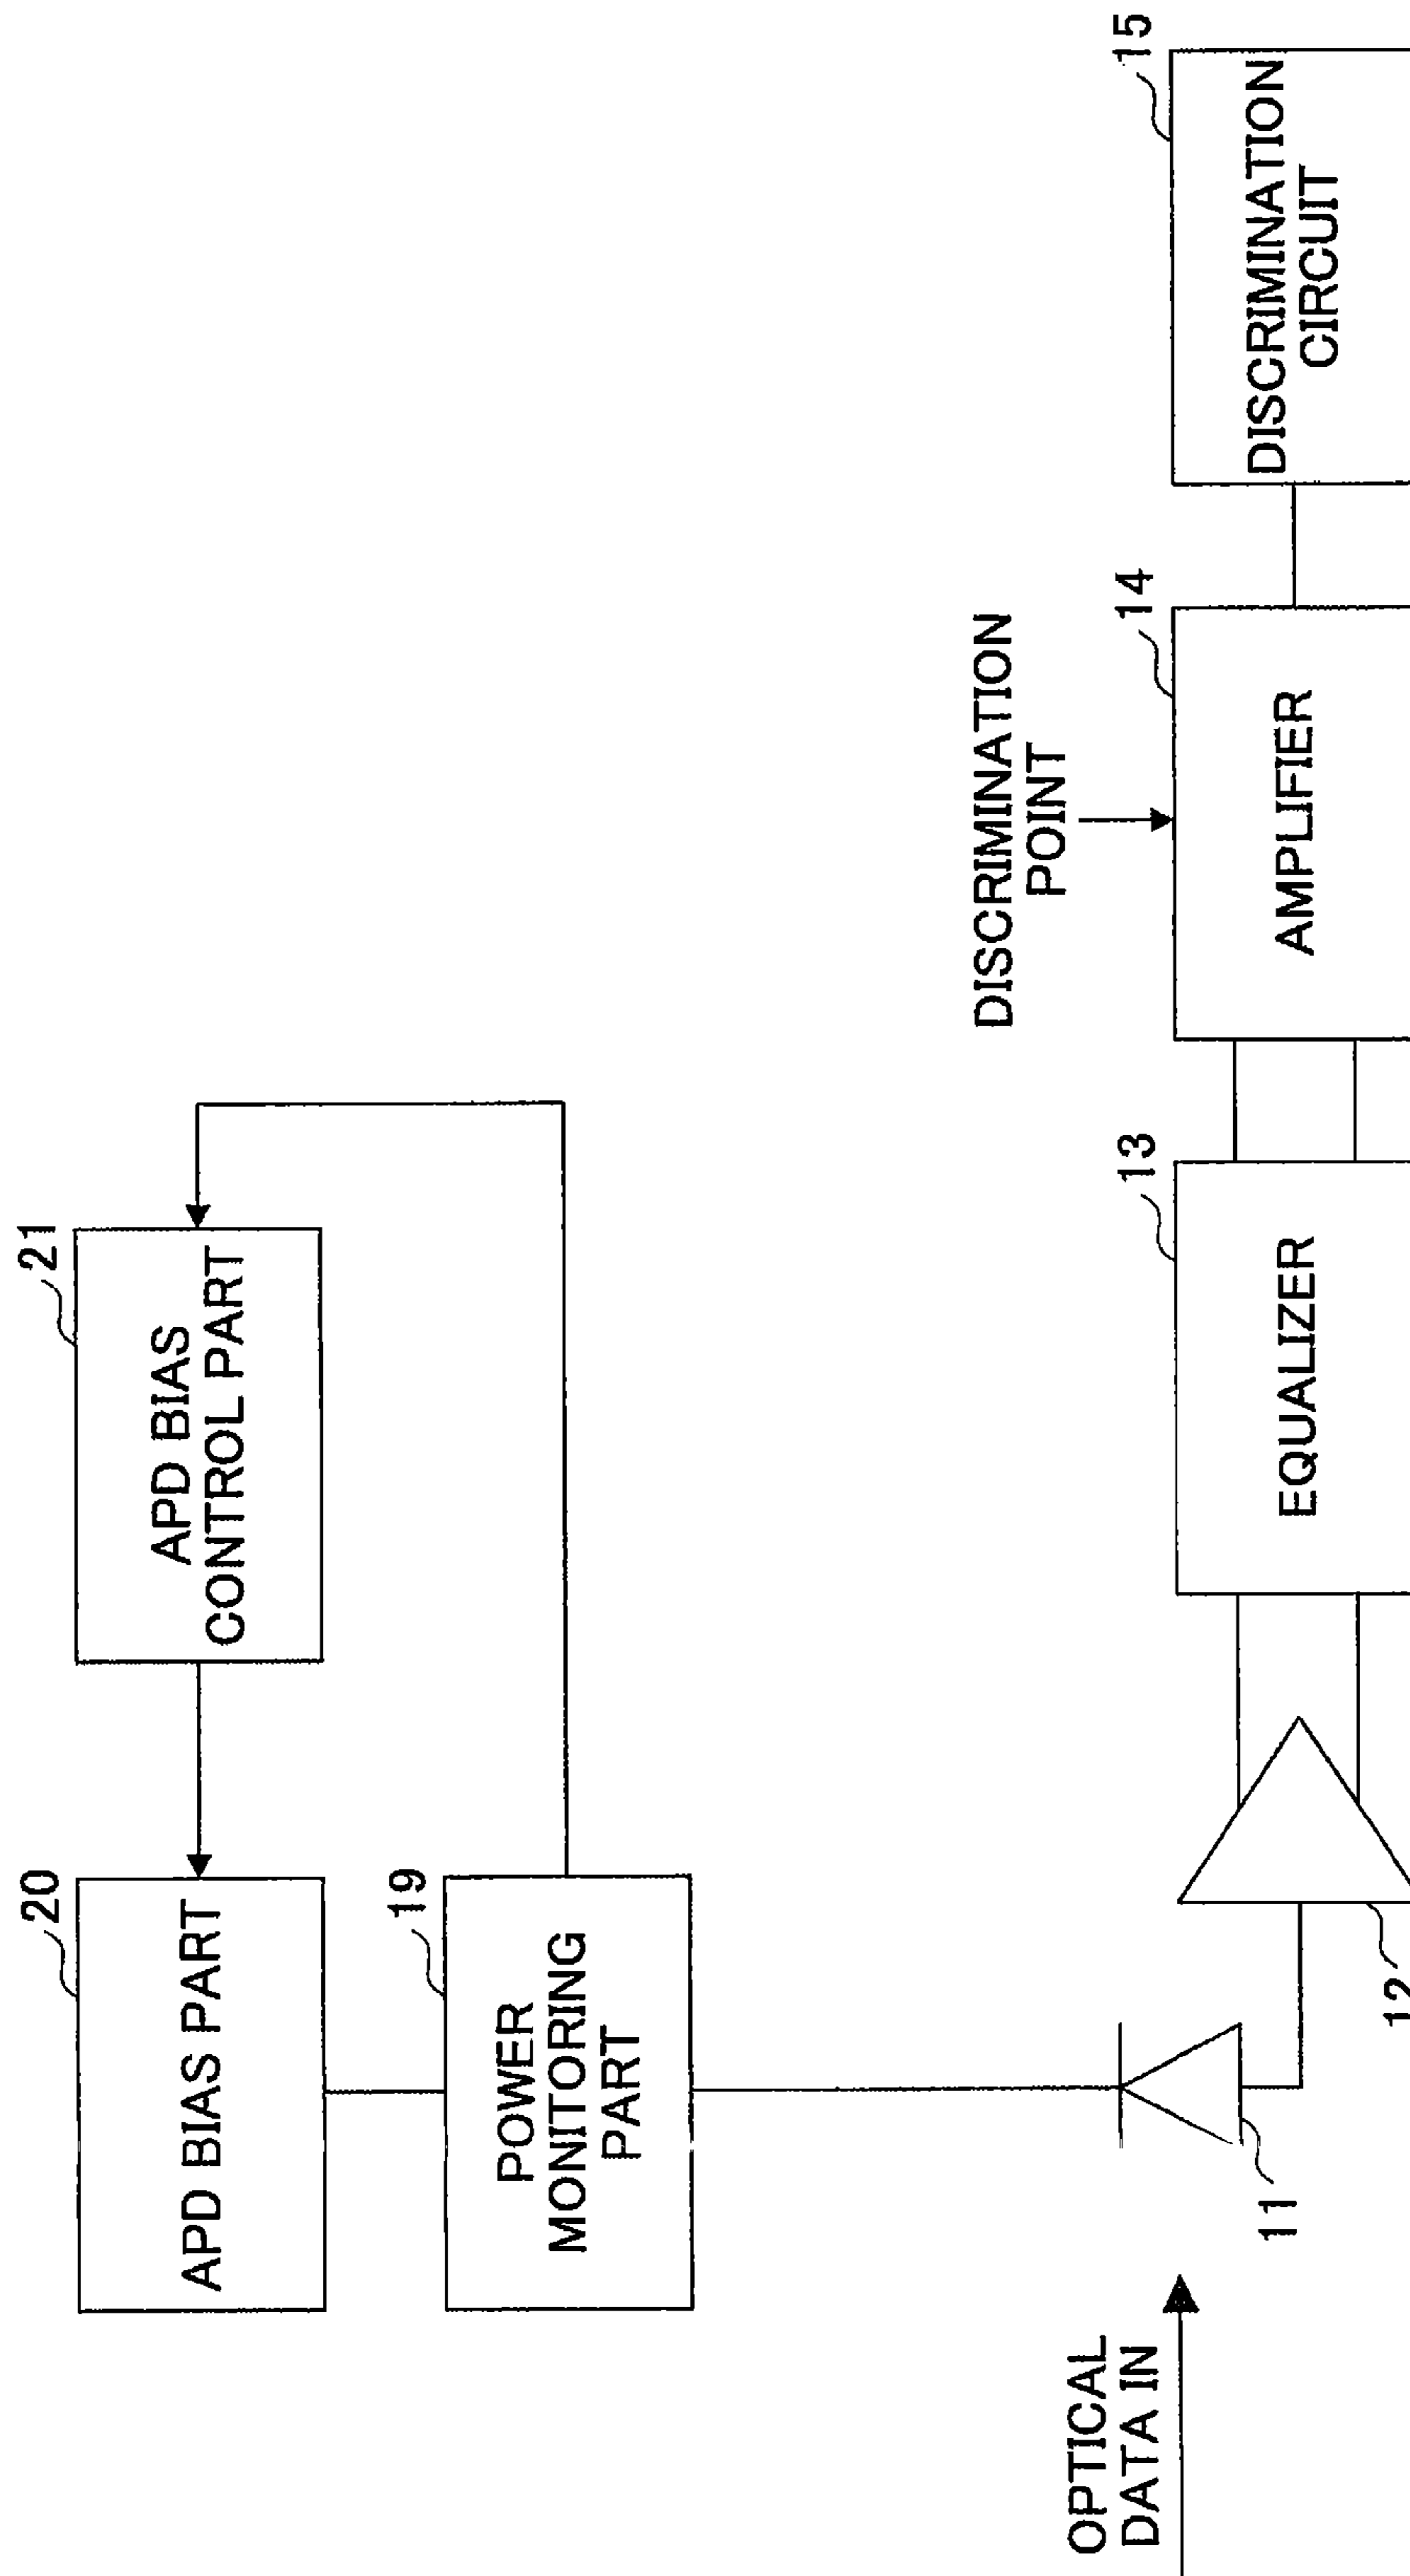 20
APD BIAS PART
21
APD BIAS
CONTROL PART
19
POWER
MONITORING
PART
OPTICAL
DATA IN
11
12
13
EQUALIZER
DISCRIMINATION
POINT
14
AMPLIFIER
15
DISCRIMINATION
CIRCUIT